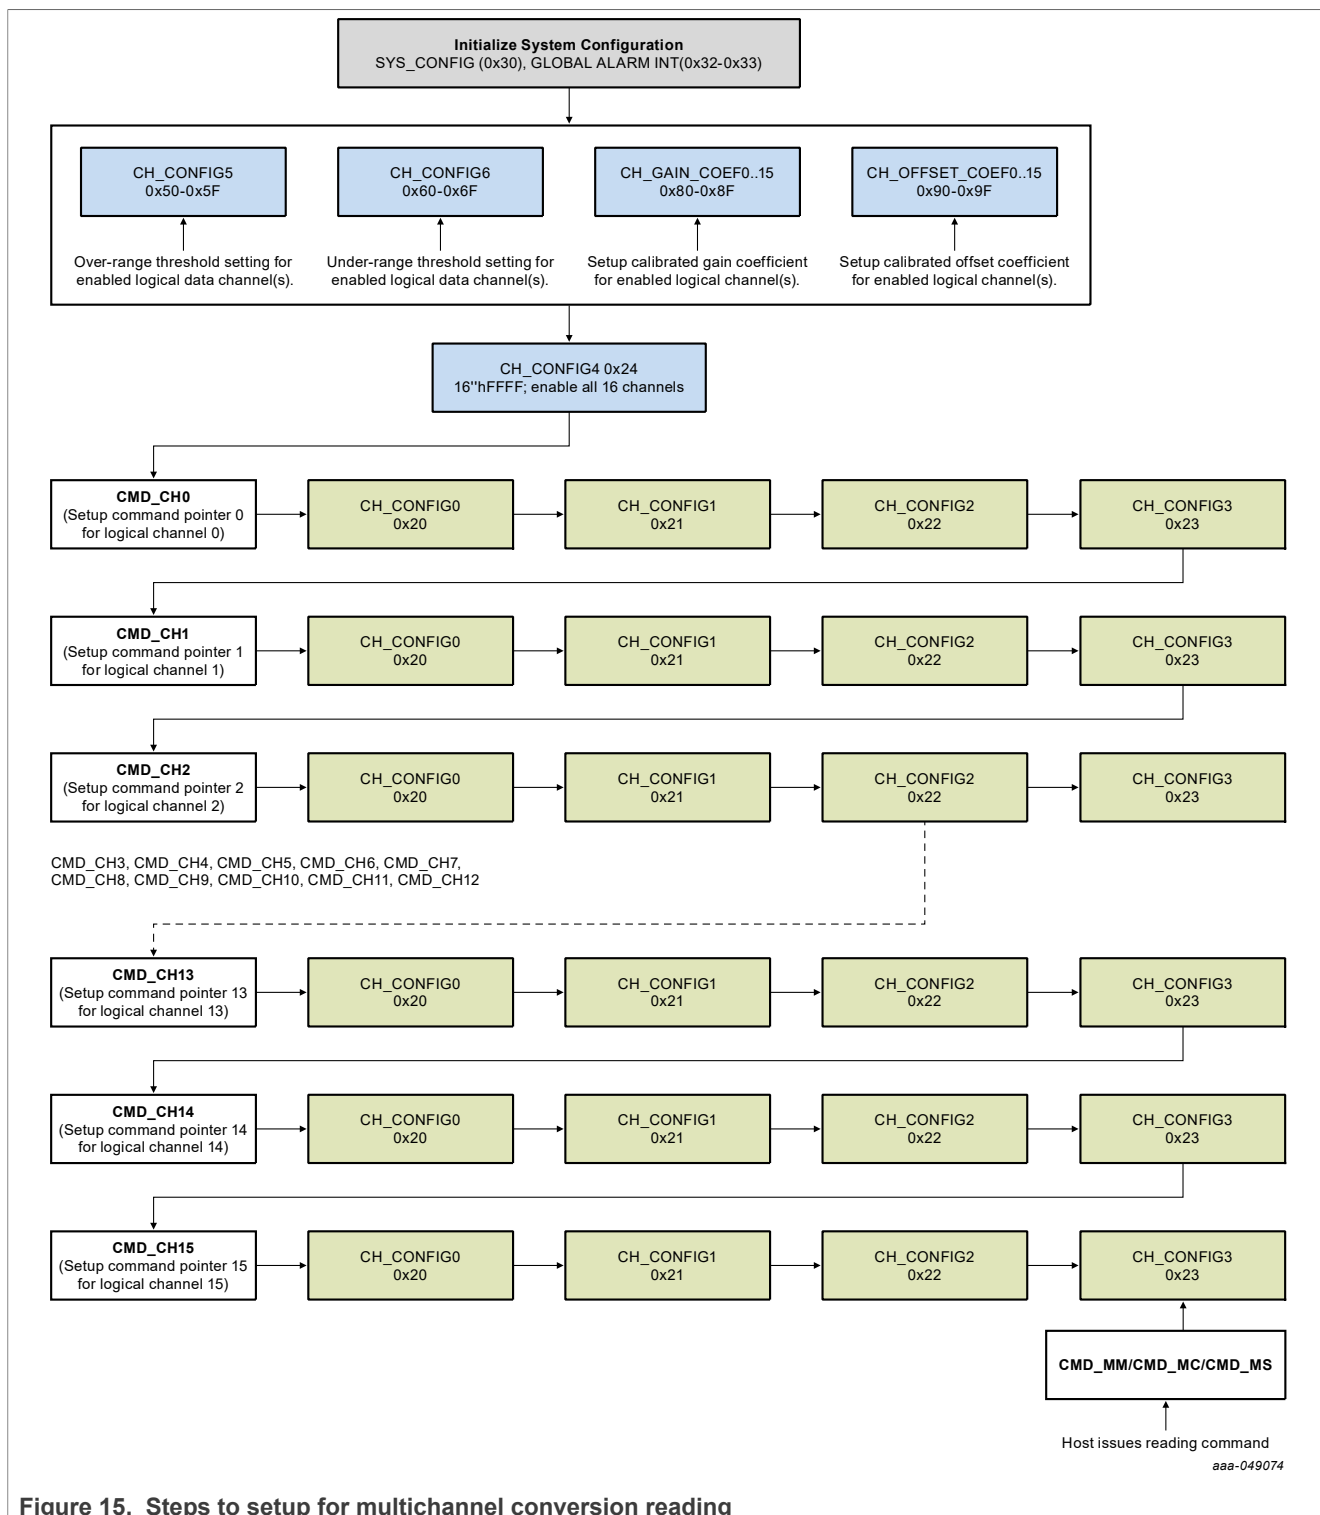 Initialize System Configuration
SYS_CONFIG (0x30), GLOBAL ALARM INT(0x32-0x33)
CH_CONFIG5
0x50-0x5F
CH_CONFIG6
0x60-0x6F
CH_GAIN_COEF0..15
0x80-0x8F
CH_OFFSET_COEF0..15
0x90-0x9F
Over-range threshold setting for
enabled logical data channel(s).
Under-range threshold setting for
enabled logical data channel(s).
Setup calibrated gain coefficient
for enabled logical channel(s).
Setup calibrated offset coefficient
for enabled logical channel(s).
CH_CONFIG4 0x24
16"hFFFF; enable all 16 channels
CMD_CH0
(Setup command pointer 0
for logical channel 0)
CH_CONFIG0
0x20
CH_CONFIG1
0x21
CH_CONFIG2
0x22
CH_CONFIG3
0x23
CMD_CH1
(Setup command pointer 1
for logical channel 1)
CH_CONFIG0
0x20
CH_CONFIG1
0x21
CH_CONFIG2
0x22
CH_CONFIG3
0x23
CMD_CH2
(Setup command pointer 2
for logical channel 2)
CH_CONFIG0
0x20
CH_CONFIG1
0x21
CH_CONFIG2
0x22
CH_CONFIG3
0x23
CMD_CH3, CMD_CH4, CMD_CH5, CMD_CH6, CMD_CH7,
CMD_CH8, CMD_CH9, CMD_CH10, CMD_CH11, CMD_CH12
CMD_CH13
(Setup command pointer 13
for logical channel 13)
CH_CONFIG0
0x20
CH_CONFIG1
0x21
CH_CONFIG2
0x22
CH_CONFIG3
0x23
CMD_CH14
(Setup command pointer 14
for logical channel 14)
CH_CONFIG0
0x20
CH_CONFIG1
0x21
CH_CONFIG2
0x22
CH_CONFIG3
0x23
CMD_CH15
(Setup command pointer 15
for logical channel 15)
CH_CONFIG0
0x20
CH_CONFIG1
0x21
CH_CONFIG2
0x22
CH_CONFIG3
0x23
CMD_MM/CMD_MC/CMD_MS
Host issues reading command
aaa-049074
Figure 15. Steps to setup for multichannel conversion reading